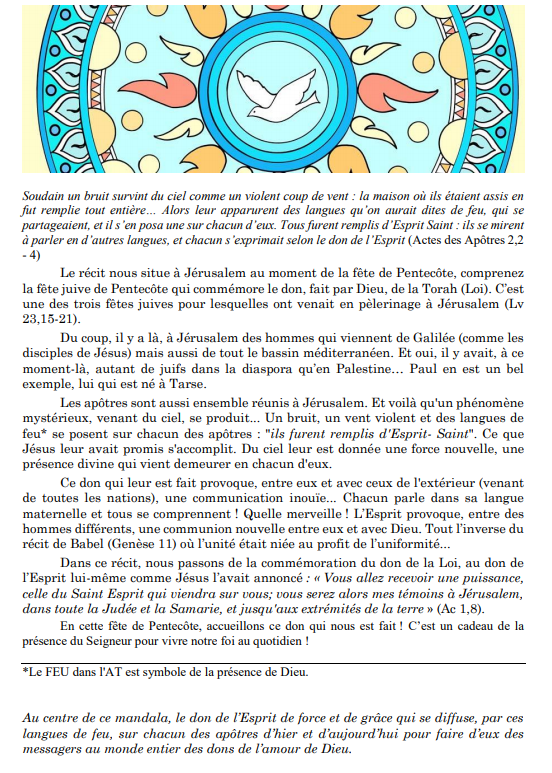 Soudain un bruit survint du ciel comme un violent coup de vent : la maison où ils étaient assis en
fut remplie tout entière… Alors leur apparurent des langues qu'on aurait dites de feu, qui se
partageaient, et il s'en posa une sur chacun d'eux. Tous furent remplis d'Esprit Saint : ils se mirent
à parler en d'autres langues, et chacun s'exprimait selon le don de l'Esprit (Actes des Apôtres 2,2
- 4)
Le récit nous situe à Jérusalem au moment de la fête de Pentecôte, comprenez
la fête juive de Pentecôte qui commémore le don, fait par Dieu, de la Torah (Loi). C'est
une des trois fêtes juives pour lesquelles ont venait en pèlerinage à Jérusalem (Lv
23,15-21).
Du coup, il y a là, à Jérusalem des hommes qui viennent de Galilée (comme les
disciples de Jésus) mais aussi de tout le bassin méditerranéen. Et oui, il y avait, à ce
moment-là, autant de juifs dans la diaspora qu'en Palestine… Paul en est un bel
exemple, lui qui est né à Tarse.
Les apôtres sont aussi ensemble réunis à Jérusalem. Et voilà qu'un phénomène
mystérieux, venant du ciel, se produit... Un bruit, un vent violent et des langues de
feu* se posent sur chacun des apôtres : "ils furent remplis d'Esprit- Saint". Ce que
Jésus leur avait promis s'accomplit. Du ciel leur est donnée une force nouvelle, une
présence divine qui vient demeurer en chacun d'eux.
Ce don qui leur est fait provoque, entre eux et avec ceux de l'extérieur (venant
de toutes les nations), une communication inouïe... Chacun parle dans sa langue
maternelle et tous se comprennent ! Quelle merveille ! L'Esprit provoque, entre des
hommes différents, une communion nouvelle entre eux et avec Dieu. Tout l'inverse du
récit de Babel (Genèse 11) où l'unité était niée au profit de l'uniformité...
Dans ce récit, nous passons de la commémoration du don de la Loi, au don de
l'Esprit lui-même comme Jésus l'avait annoncé : « Vous allez recevoir une puissance,
celle du Saint Esprit qui viendra sur vous; vous serez alors mes témoins à Jérusalem,
dans toute la Judée et la Samarie, et jusqu'aux extrémités de la terre » (Ac 1,8).
En cette fête de Pentecôte, accueillons ce don qui nous est fait ! C'est un cadeau de la
présence du Seigneur pour vivre notre foi au quotidien !
*Le FEU dans l'AT est symbole de la présence de Dieu.
Au centre de ce mandala, le don de l'Esprit de force et de grâce qui se diffuse, par ces
langues de feu, sur chacun des apôtres d'hier et d'aujourd'hui pour faire d'eux des
messagers au monde entier des dons de l'amour de Dieu.